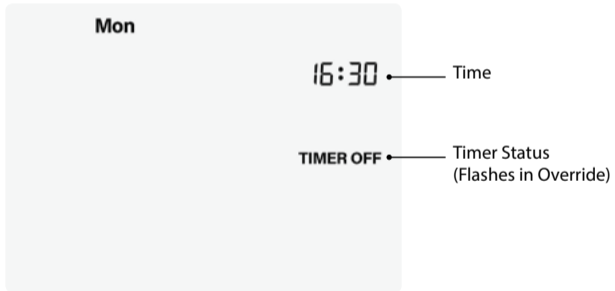 Mon
16:30
Time
TIMER OFF
Timer Status
(Flashes in Override)